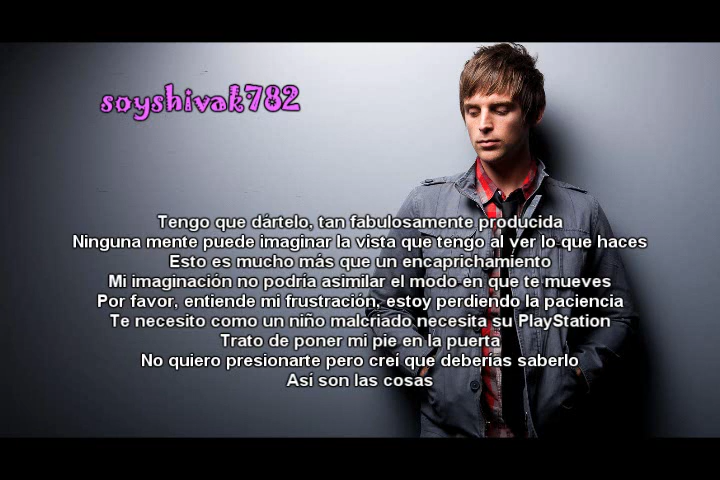 soyshivak782
Tengo que dártelo, tan fabulosamente producida
Ninguna mente puede imaginar la vista que tengo al ver lo que haces
Esto es mucho más que un encaprichamiento
Mi imaginación no podría asimilar el modo en que te mueves
Por favor, entiende mi frustración, estoy perdiendo la paciencia
Te necesito como un niño malcriado necesita su PlayStation
Trato de poner mi pie en la puerta
No quiero presionarte pero creí que deberías saberlo
Asi son las cosas